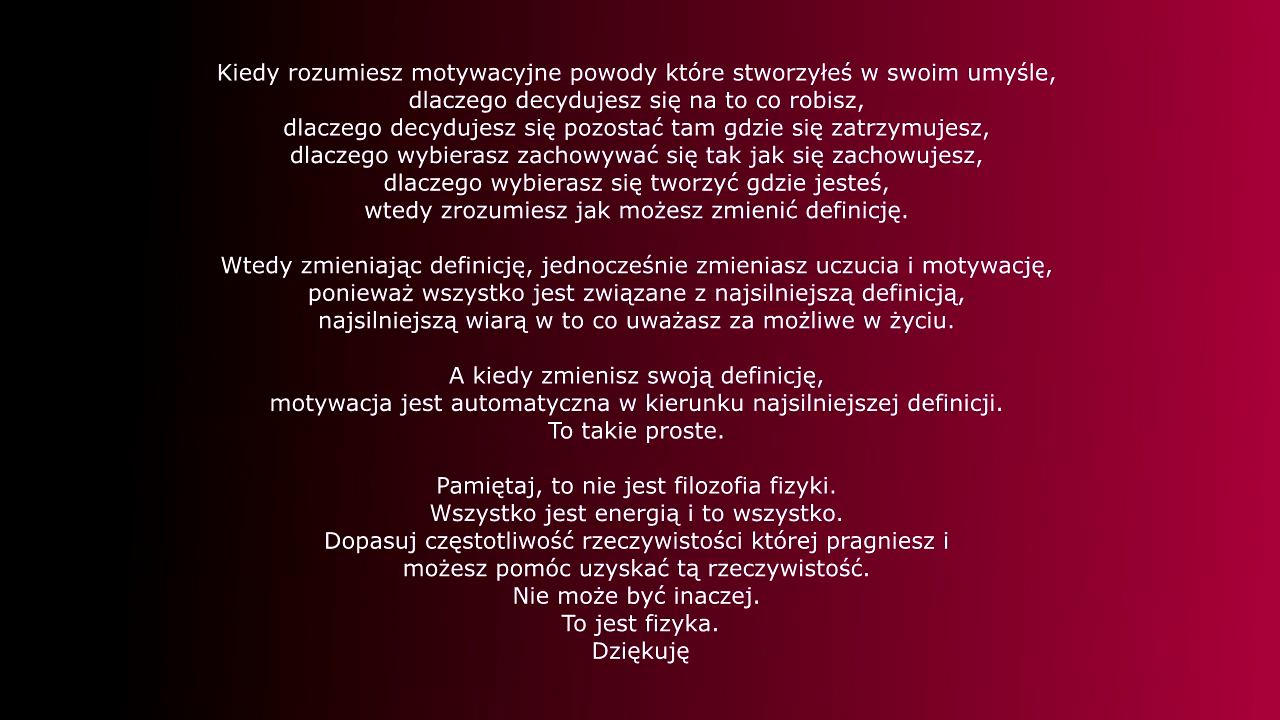 Kiedy rozumiesz motywacyjne powody które stworzyłeś w swoim umyśle,
dlaczego decydujesz się na to co robisz,
dlaczego decydujesz się pozostać tam gdzie się zatrzymujesz,
dlaczego wybierasz zachowywać się tak jak się zachowujesz,
dlaczego wybierasz się tworzyć gdzie jesteś,
wtedy zrozumiesz jak możesz zmienić definicję.
Wtedy zmieniając definicję, jednocześnie zmieniasz uczucia i motywację,
ponieważ wszystko jest związane z najsilniejszą definicją,
najsilniejszą wiarą w to co uważasz za możliwe w życiu.
A kiedy zmienisz swoją definicję,
motywacja jest automatyczna w kierunku najsilniejszej definicji.
To takie proste.
Pamiętaj, to nie jest filozofia fizyki.
Wszystko jest energią i to wszystko.
Dopasuj częstotliwość rzeczywistości której pragniesz i
możesz pomóc uzyskać tą rzeczywistość.
Nie może być inaczej.
To jest fizyka.
Dziękuję